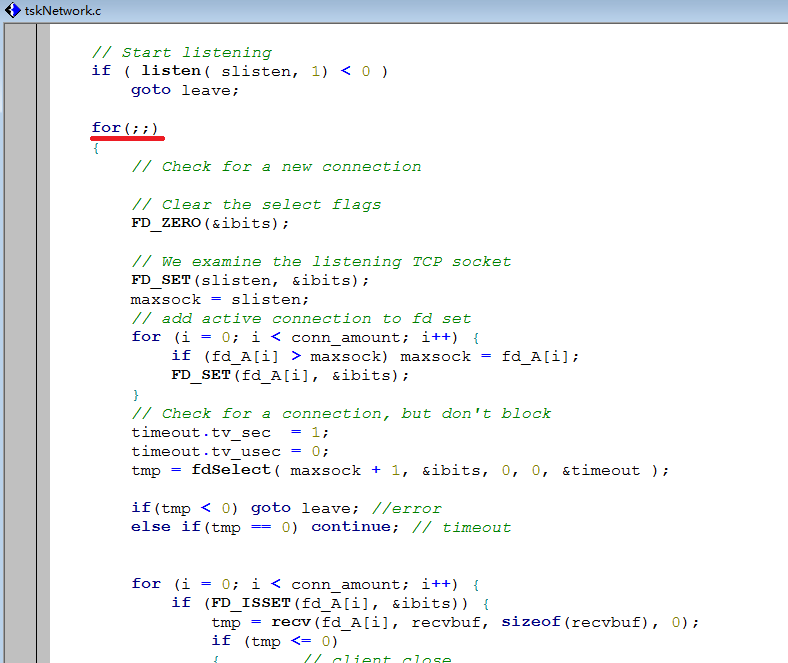 tskNetwork.c
// Start listening
if ( listen( slisten, 1) < 0 )
goto leave;
for(;;)
{
// Check for a new connection
// Clear the select flags
FD_ZERO(&ibits);
// We examine the listening TCP socket
FD_SET(slisten, &ibits);
maxsock = slisten;
// add active connection to fd set
for (i = 0; i < conn_amount; i++) {
if (fd_A[i] > maxsock) maxsock = fd_A[i];
FD_SET(fd_A[i], &ibits);
}
// Check for a connection, but don't block
timeout.tv_sec  = 1;
timeout.tv_usec = 0;
tmp = fdSelect( maxsock + 1, &ibits, 0, 0, &timeout );
if(tmp < 0) goto leave; //error
else if(tmp == 0) continue; // timeout
for (i = 0; i < conn_amount; i++) {
if (FD_ISSET(fd_A[i], &ibits)) {
tmp = recv(fd_A[i], recvbuf, sizeof(recvbuf), 0);
if (tmp <= 0)
{ // client close